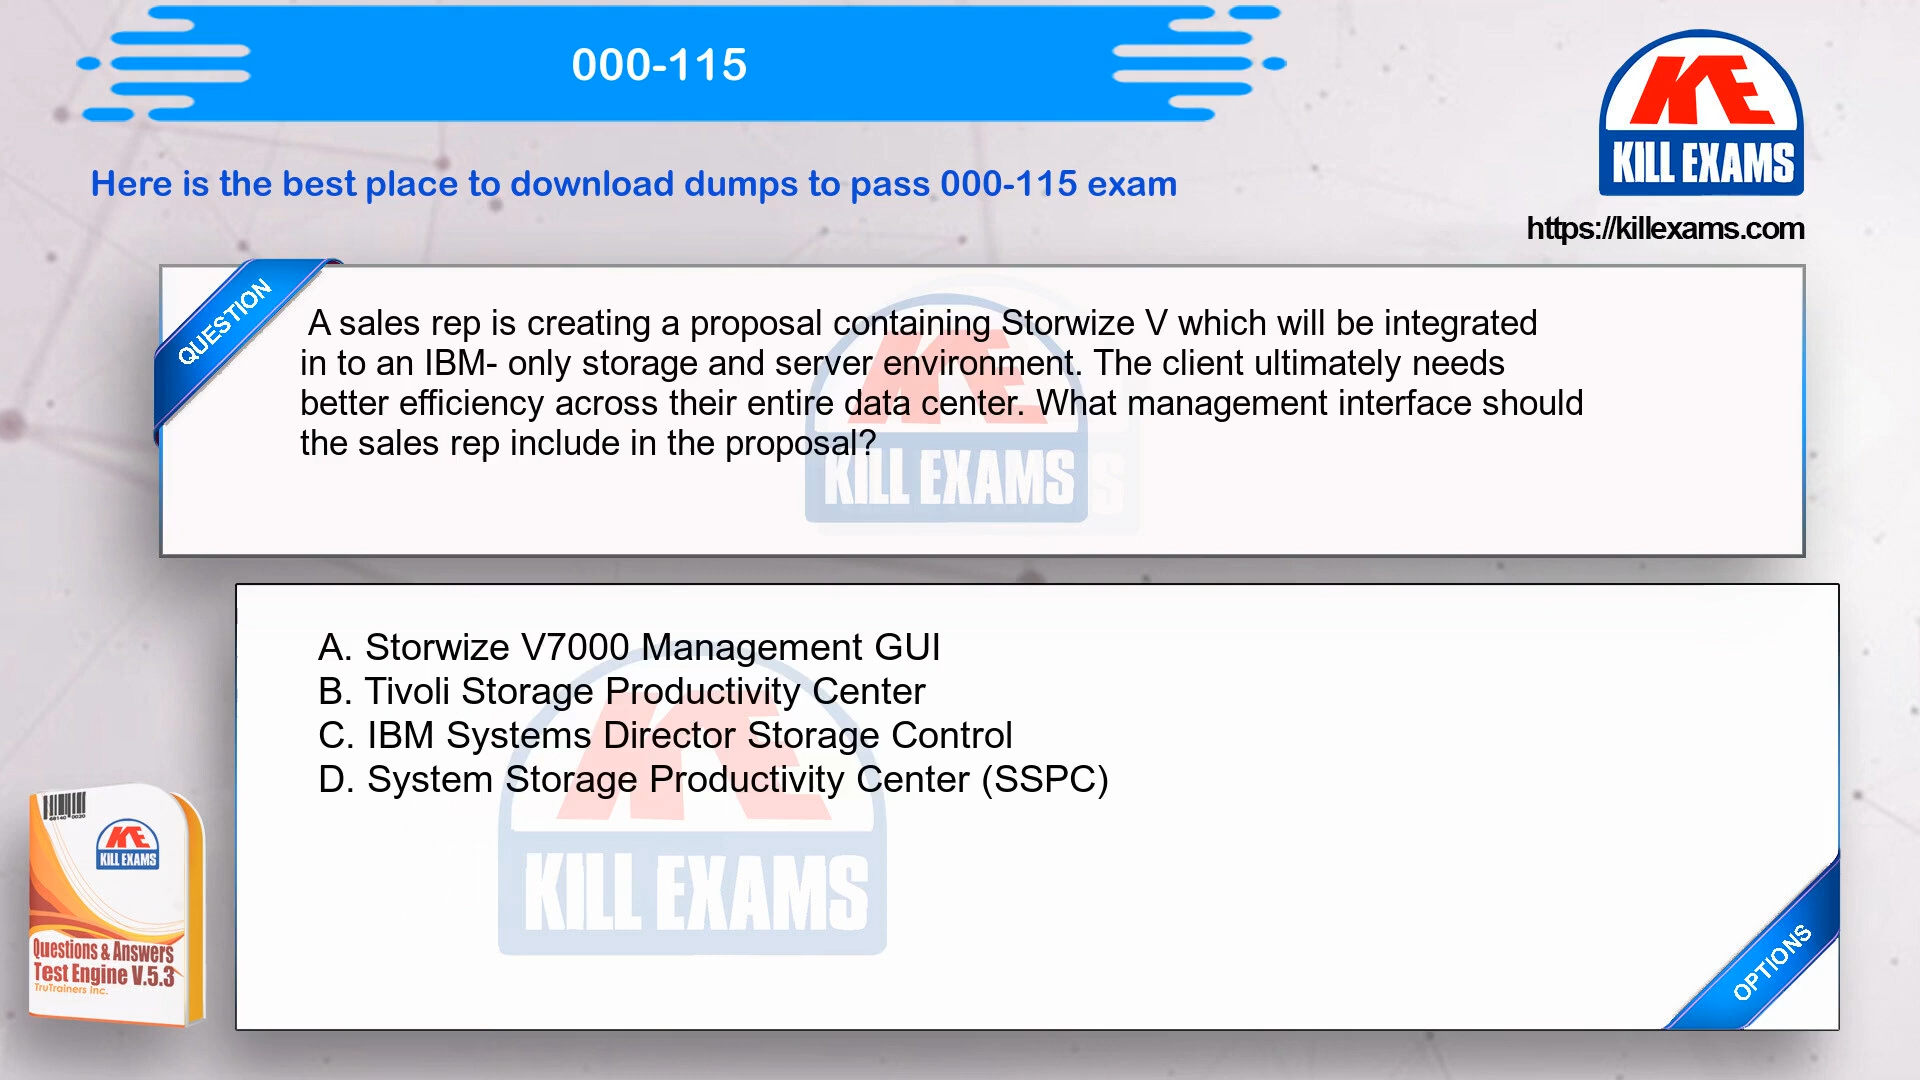 000-115
KILL EXAMS
Here is the best place to download dumps to pass 000-115 exam
https://killexams.com
QUESTION
A sales rep is creating a proposal containing Storwize V which will be integrated
in to an IBM- only storage and server environment. The client ultimately needs
better efficiency across their entire data center. What management interface should
the sales rep include in the proposal?
KILL EXAMS
A. Storwize V7000 Management GUI
B. Tivoli Storage Productivity Center
C. IBM Systems Director Storage Control
D. System Storage Productivity Center (SSPC)
KILL EXAMS
KILL EXAMS
Questions & Answers
Test Engine V.5.3
TruTrainers Inc.
OPTIONS